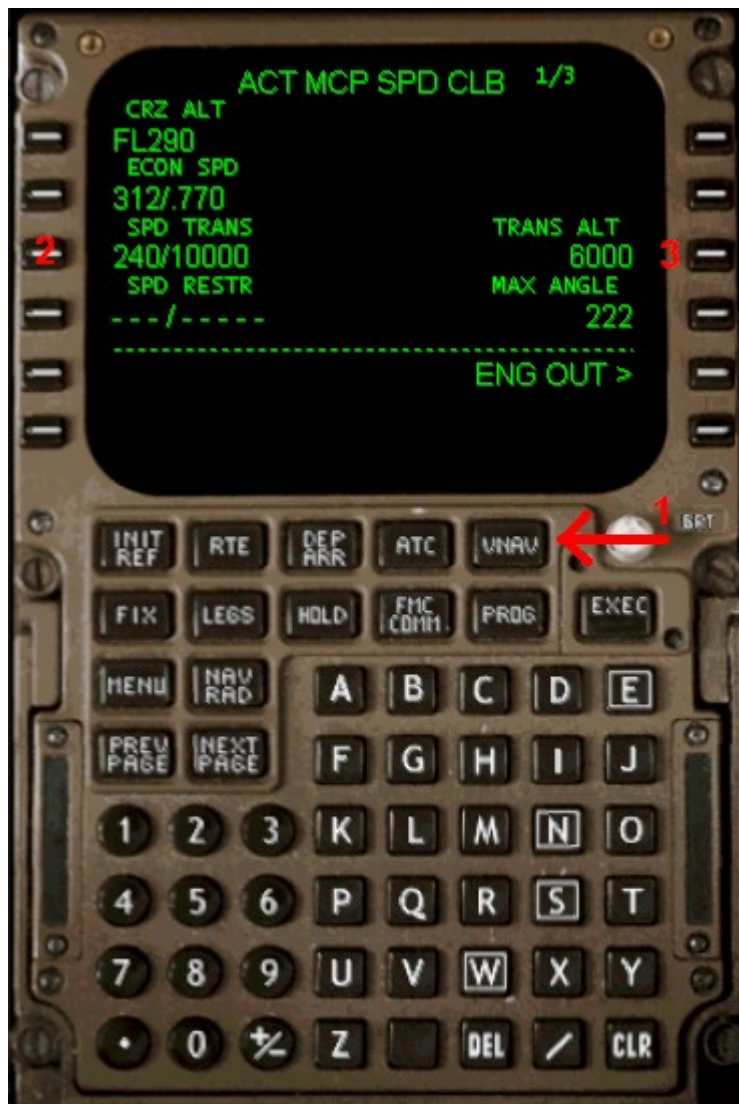 ACT MCP SPD CLB 1/3
CRZ ALT
FL290
ECON SPD
312/.770
SPD TRANS TRANS ALT
2 240/10000 6000 3
SPD RESTR MAX ANGLE
---/----- 222
--------------------------------------------
ENG OUT >
1 BRT
INIT REF RTE DEP ARR ATC VNAV
FIX LEGS HOLD FMC COMM PROG EXEC
MENU NAV RAD A B C D E
PREV PAGE NEXT PAGE F G H I J
1 2 3 K L M N O
4 5 6 P Q R S T
7 8 9 U V W X Y
. 0 +/- Z DEL / CLR